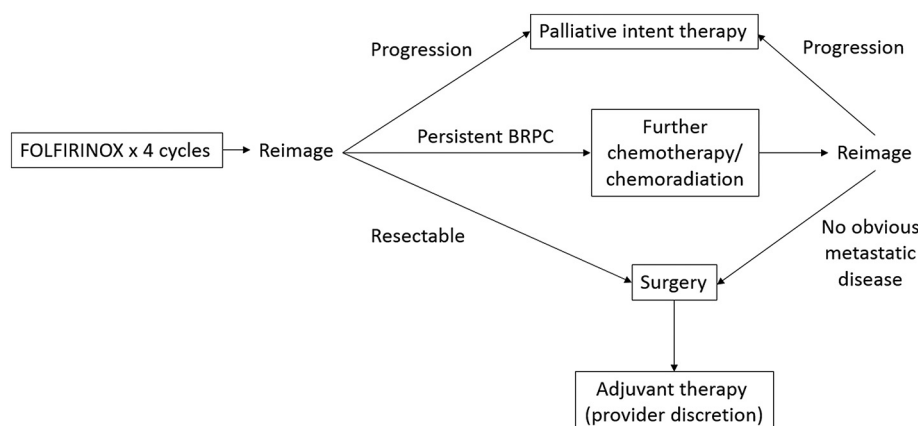 Palliative intent therapy
Progression
Progression
FOLFIRINOX x 4 cycles
Reimage
Persistent BRPC
Further
chemotherapy/
chemoradiation
Reimage
Resectable
No obvious
metastatic
disease
Surgery
Adjuvant therapy
(provider discretion)